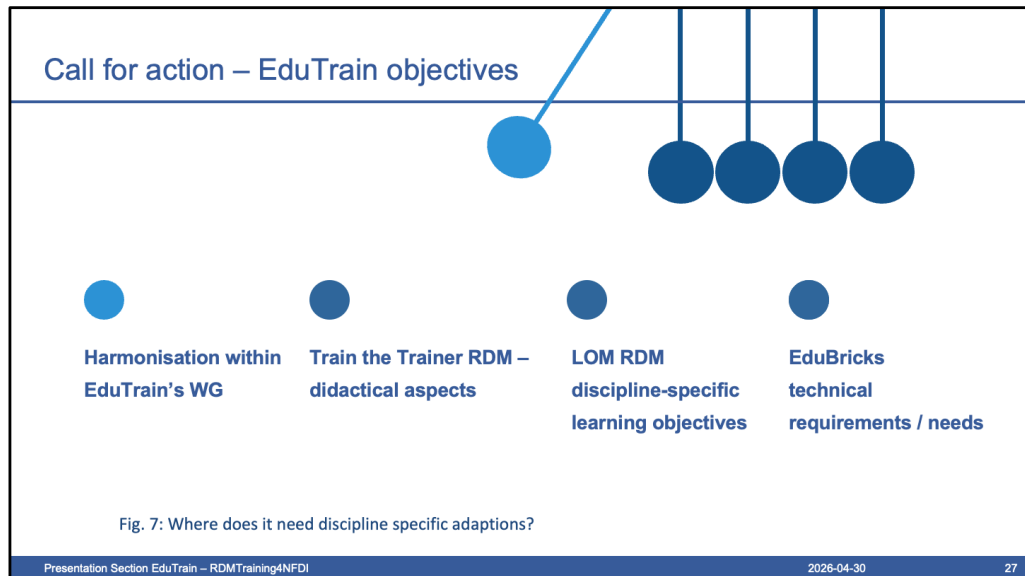 Call for action – EduTrain objectives
Harmonisation within
EduTrain's WG
Train the Trainer RDM –
didactical aspects
LOM RDM
discipline-specific
learning objectives
EduBricks
technical
requirements / needs
Fig. 7: Where does it need discipline specific adaptions?
Presentation Section EduTrain – RDMTraining4NFDI
2026-04-30
27